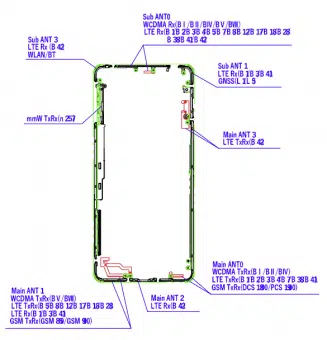 Sub ANT0
WCDMA Rx(B I /B II/BIV/B V /BVIII)
LTE Rx(B 1B 2B 3B 4B 5B 7B 8B 12B 17B 18B 28
B 38B 41B 42
Sub ANT 3
LTE Rx (B 42
WLAN/BT
Sub ANT 1
LTE Rx(B 1B 3B 41
GNSS(L 1L 5
mmW TxRx(n 257
Main ANT 3
LTE TxRx(B 42
Main ANT0
WCDMA TxRx(B I /B II/BIV)
LTE TxRx(B 1B 2B 3B 4B 7B 38B 41
GSM TxRx(DCS 1800/PCS 1900)
Main ANT 1
WCDMA TxRx(B V/BVIII)
LTE TxRx(B 5B 8B 12B 17B 18B 28
LTE Rx(B 1B 3B 41
GSM TxRx(GSM 850/GSM 900)
Main ANT 2
LTE Rx(B 42